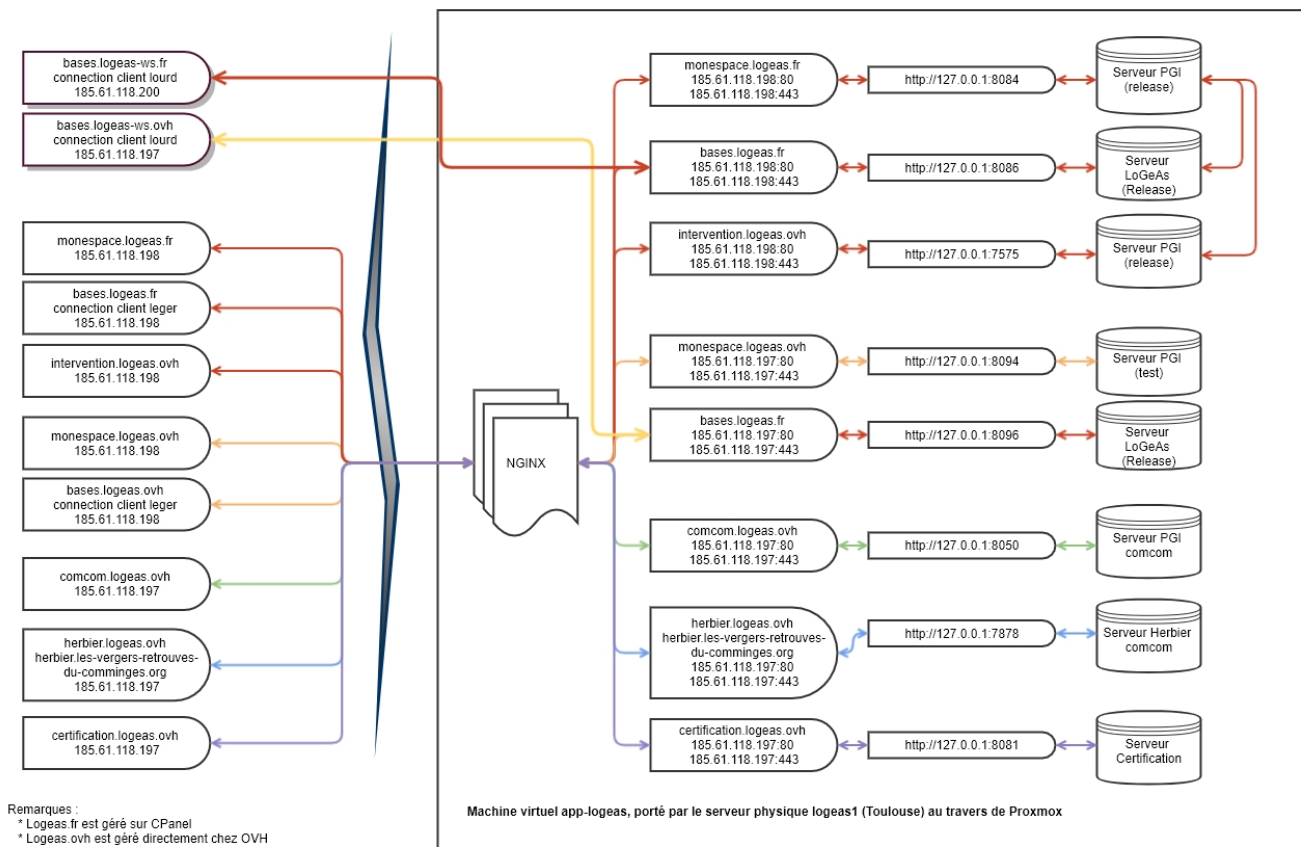 bases.logeas-ws.fr
connection client lourd
185.61.118.200
bases.logeas-ws.ovh
connection client lourd
185.61.118.197
monespace.logeas.fr
185.61.118.198
bases.logeas.fr
connection client leger
185.61.118.198
intervention.logeas.ovh
185.61.118.198
monespace.logeas.ovh
185.61.118.198
bases.logeas.ovh
connection client leger
185.61.118.198
comcom.logeas.ovh
185.61.118.197
herbier.logeas.ovh
herbier.les-vergers-retrouves-
du-comminges.org
185.61.118.197
certification.logeas.ovh
185.61.118.197
NGINX
monespace.logeas.fr
185.61.118.198:80
185.61.118.198:443
http://127.0.0.1:8084
Serveur PGI
(release)
bases.logeas.fr
185.61.118.198:80
185.61.118.198:443
http://127.0.0.1:8086
Serveur
LoGeAs
(Release)
intervention.logeas.ovh
185.61.118.198:80
185.61.118.198:443
http://127.0.0.1:7575
Serveur PGI
(release)
monespace.logeas.ovh
185.61.118.197:80
185.61.118.197:443
http://127.0.0.1:8094
Serveur PGI
(test)
bases.logeas.fr
185.61.118.197:80
185.61.118.197:443
http://127.0.0.1:8096
Serveur
LoGeAs
(Release)
comcom.logeas.ovh
185.61.118.197:80
185.61.118.197:443
http://127.0.0.1:8050
Serveur PGI
comcom
herbier.logeas.ovh
herbier.les-vergers-retrouves-
du-comminges.org
185.61.118.197:80
185.61.118.197:443
http://127.0.0.1:7878
Serveur Herbier
comcom
certification.logeas.ovh
185.61.118.197:80
185.61.118.197:443
http://127.0.0.1:8081
Serveur
Certification
Remarques :
* Logeas.fr est géré sur CPanel
* Logeas.ovh est géré directement chez OVH
Machine virtuel app-logeas, porté par le serveur physique logeas1 (Toulouse) au travers de Proxmox